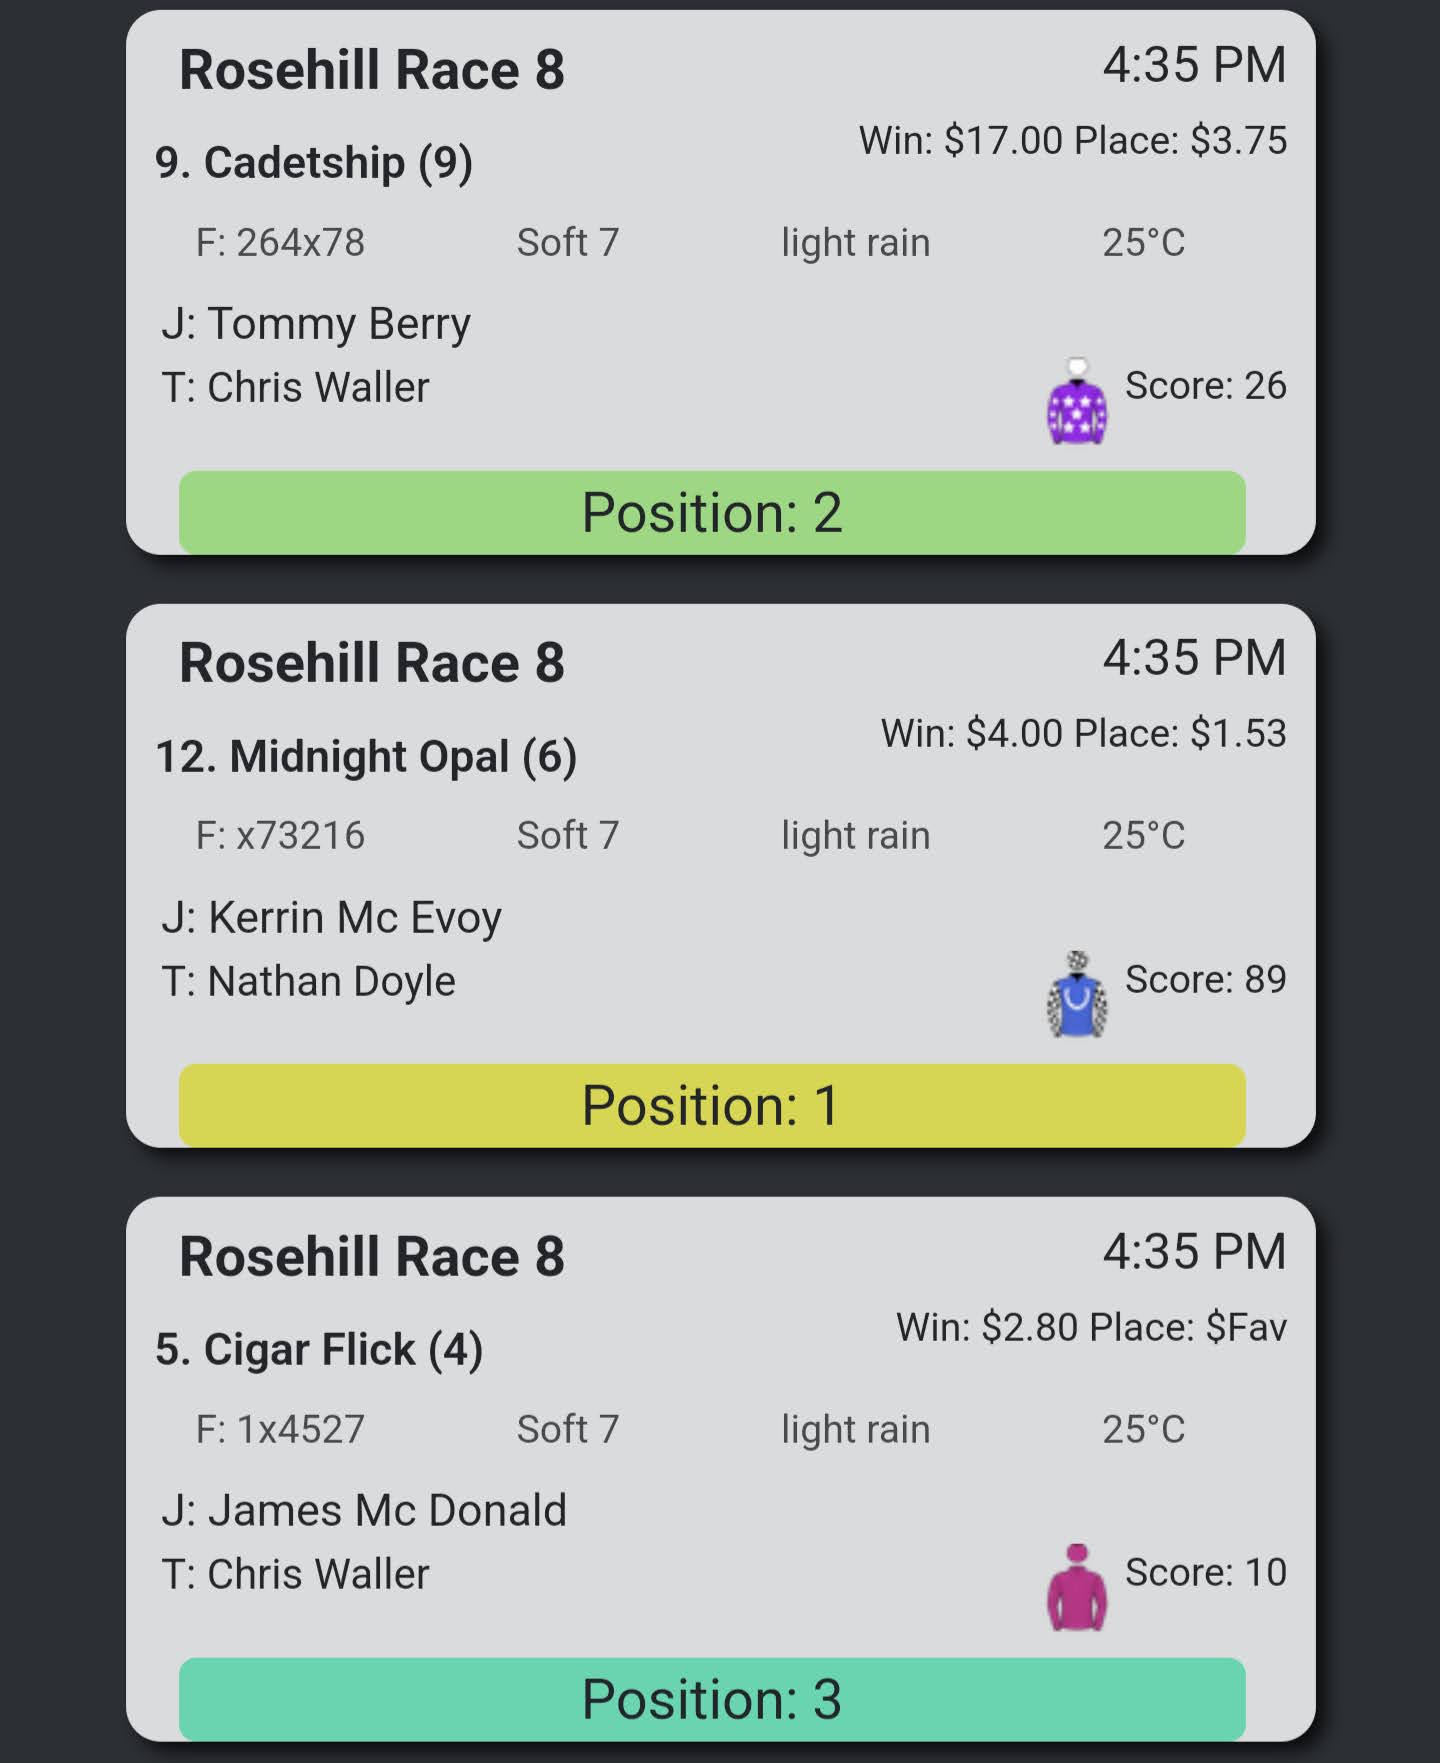 Rosehill Race 8
4:35 PM
Win: $17.00 Place: $3.75
9. Cadetship (9)
F: 264x78 Soft 7 light rain 25°C
J: Tommy Berry
T: Chris Waller
Score: 26
Position: 2
Rosehill Race 8
4:35 PM
Win: $4.00 Place: $1.53
12. Midnight Opal (6)
F: x73216 Soft 7 light rain 25°C
J: Kerrin Mc Evoy
T: Nathan Doyle
Score: 89
Position: 1
Rosehill Race 8
4:35 PM
Win: $2.80 Place: $Fav
5. Cigar Flick (4)
F: 1x4527 Soft 7 light rain 25°C
J: James Mc Donald
T: Chris Waller
Score: 10
Position: 3